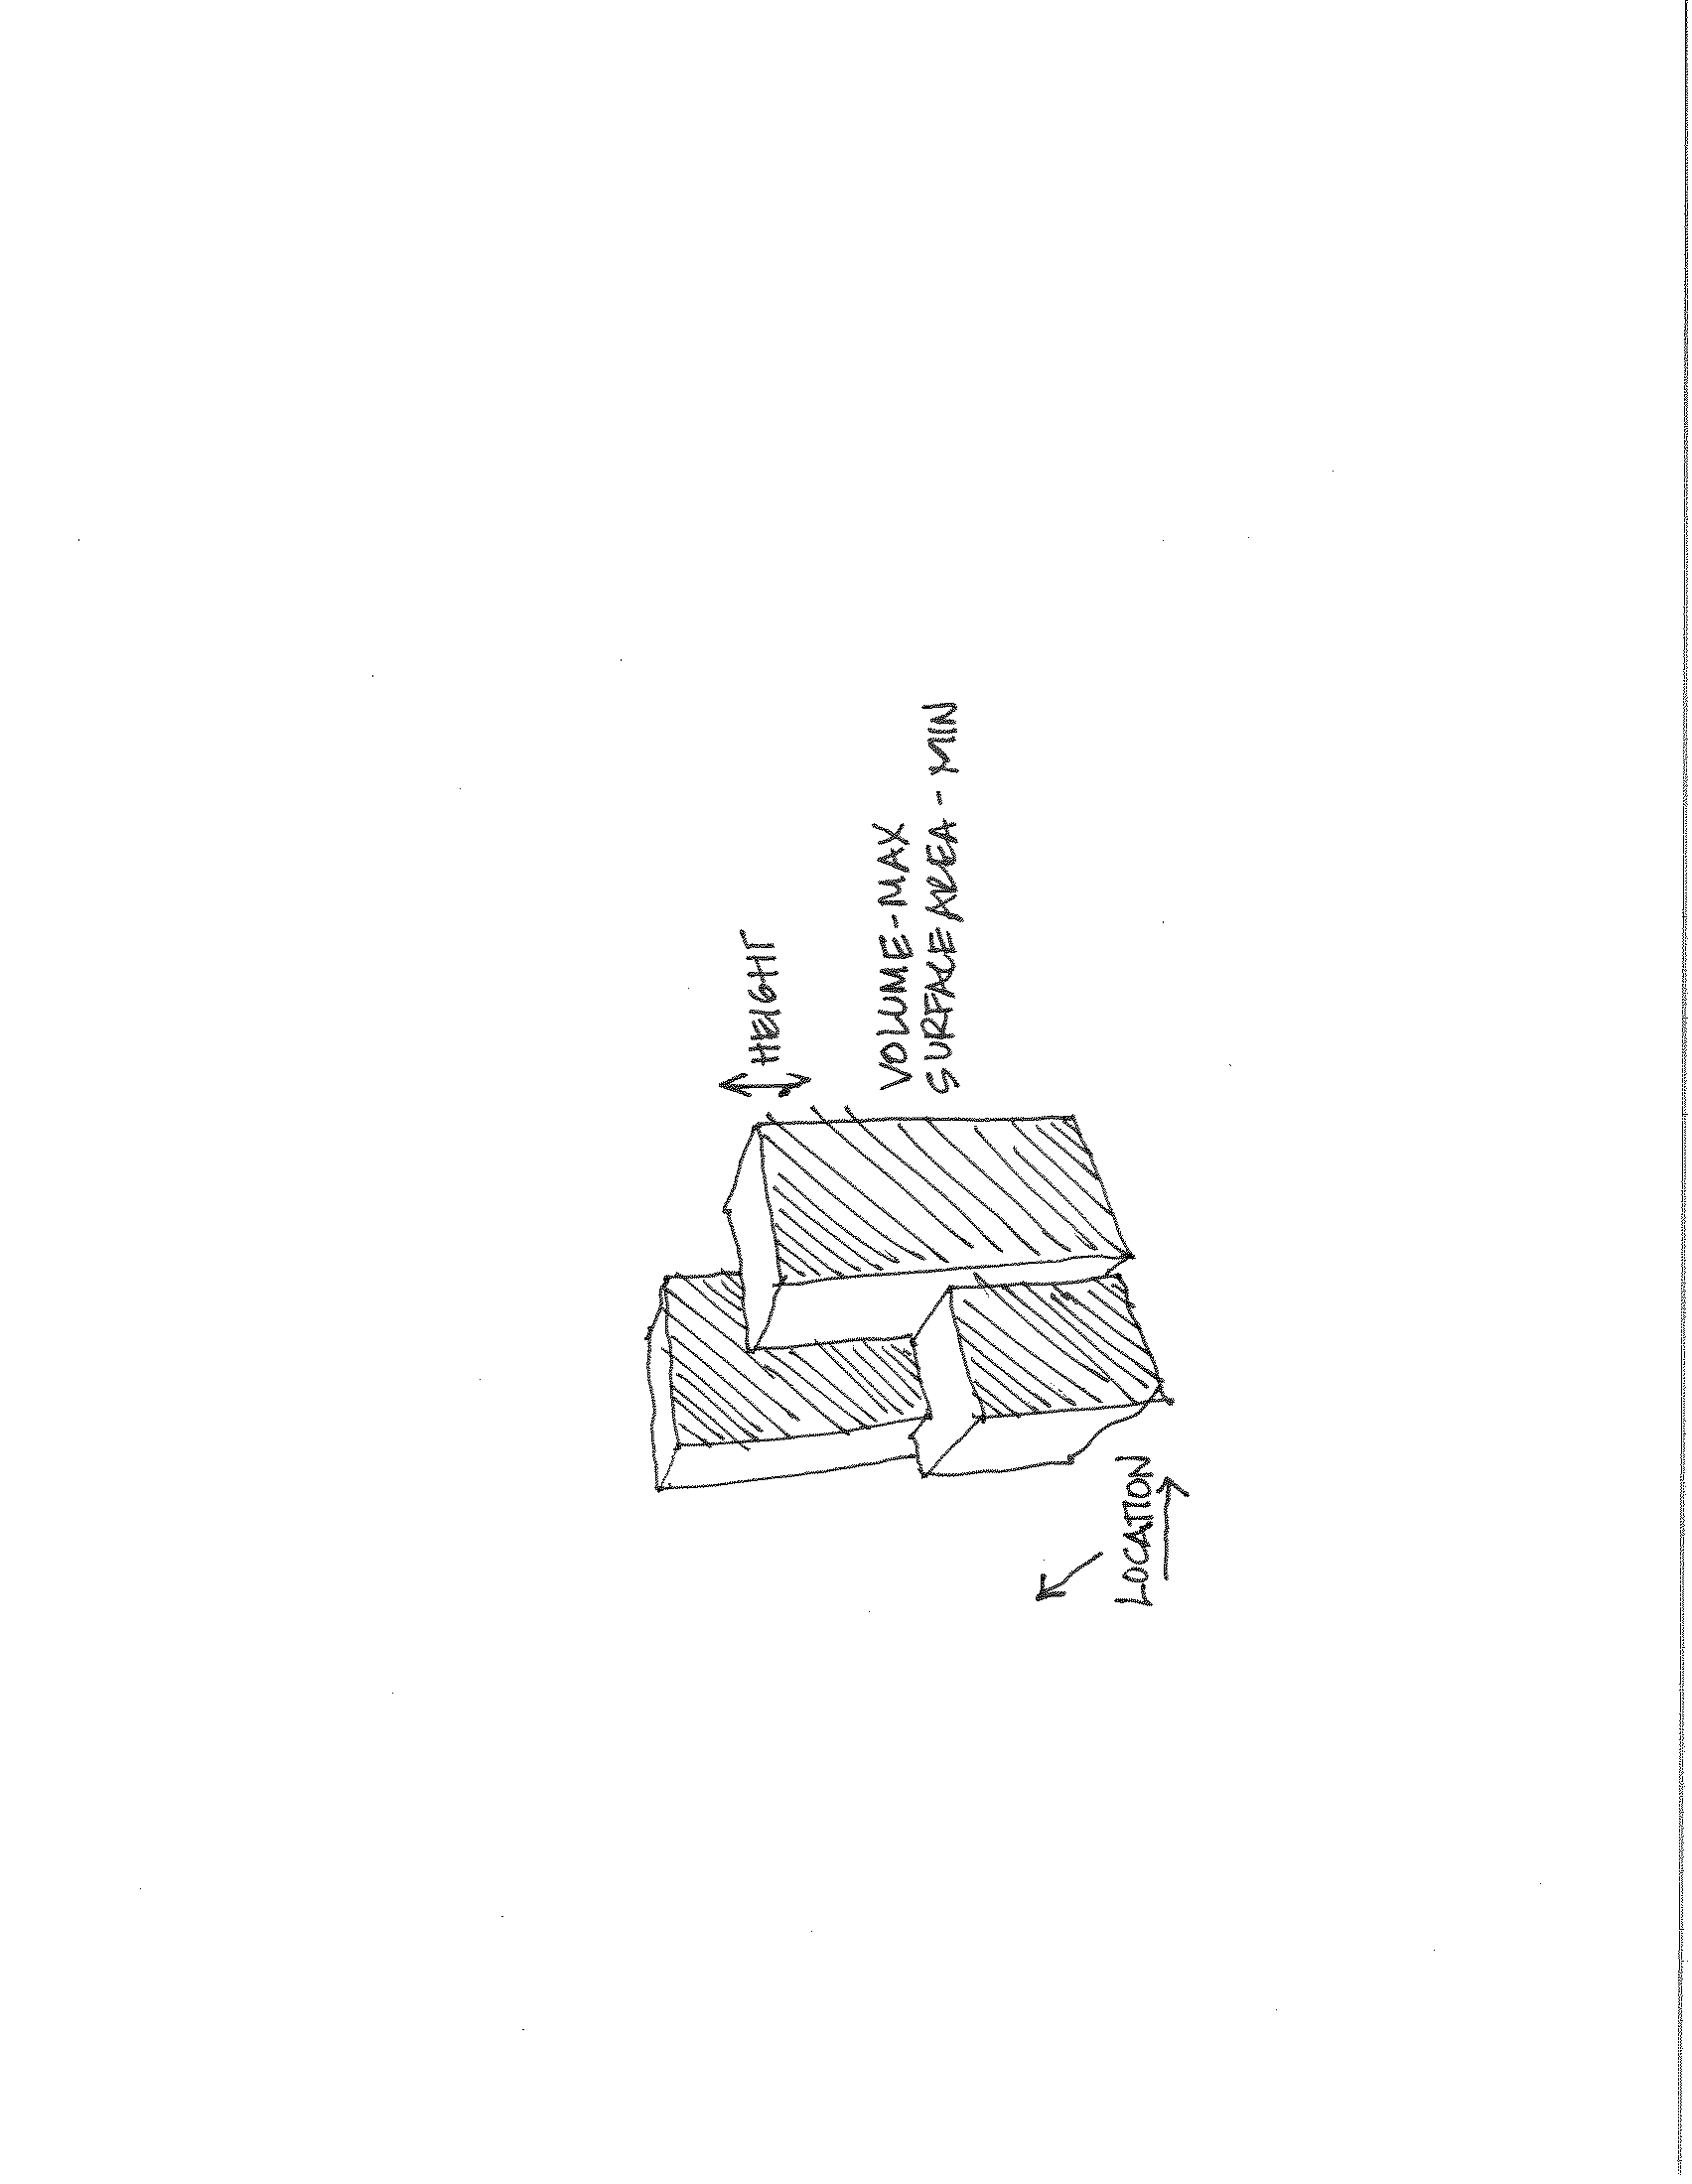 HEIGHT
VOLUME-MAX
SURFACE AREA - MIN
LOCATION